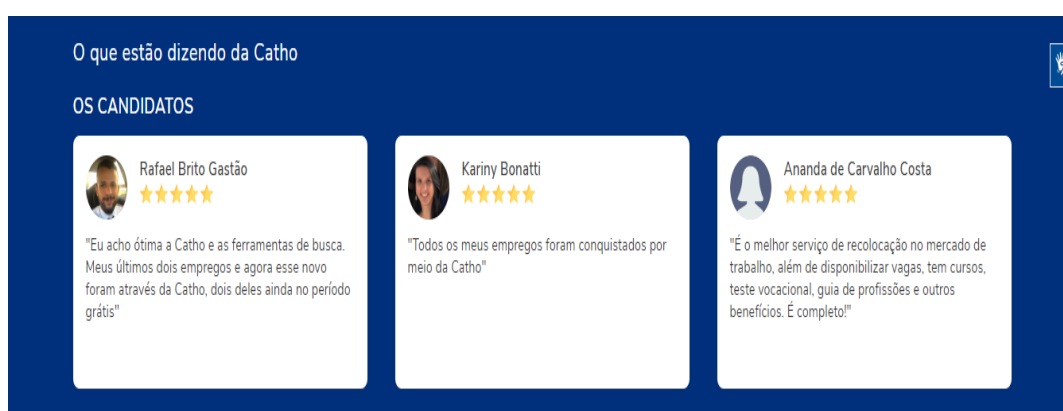 O que estão dizendo da Catho
OS CANDIDATOS
Rafael Brito Gastão
"Eu acho ótima a Catho e as ferramentas de busca.
Meus últimos dois empregos e agora esse novo
foram através da Catho, dois deles ainda no período
grátis"
Kariny Bonatti
"Todos os meus empregos foram conquistados por
meio da Catho"
Ananda de Carvalho Costa
"É o melhor serviço de recolocação no mercado de
trabalho, além de disponibilizar vagas, tem cursos,
teste vocacional, guia de profissões e outros
benefícios. É completo!"